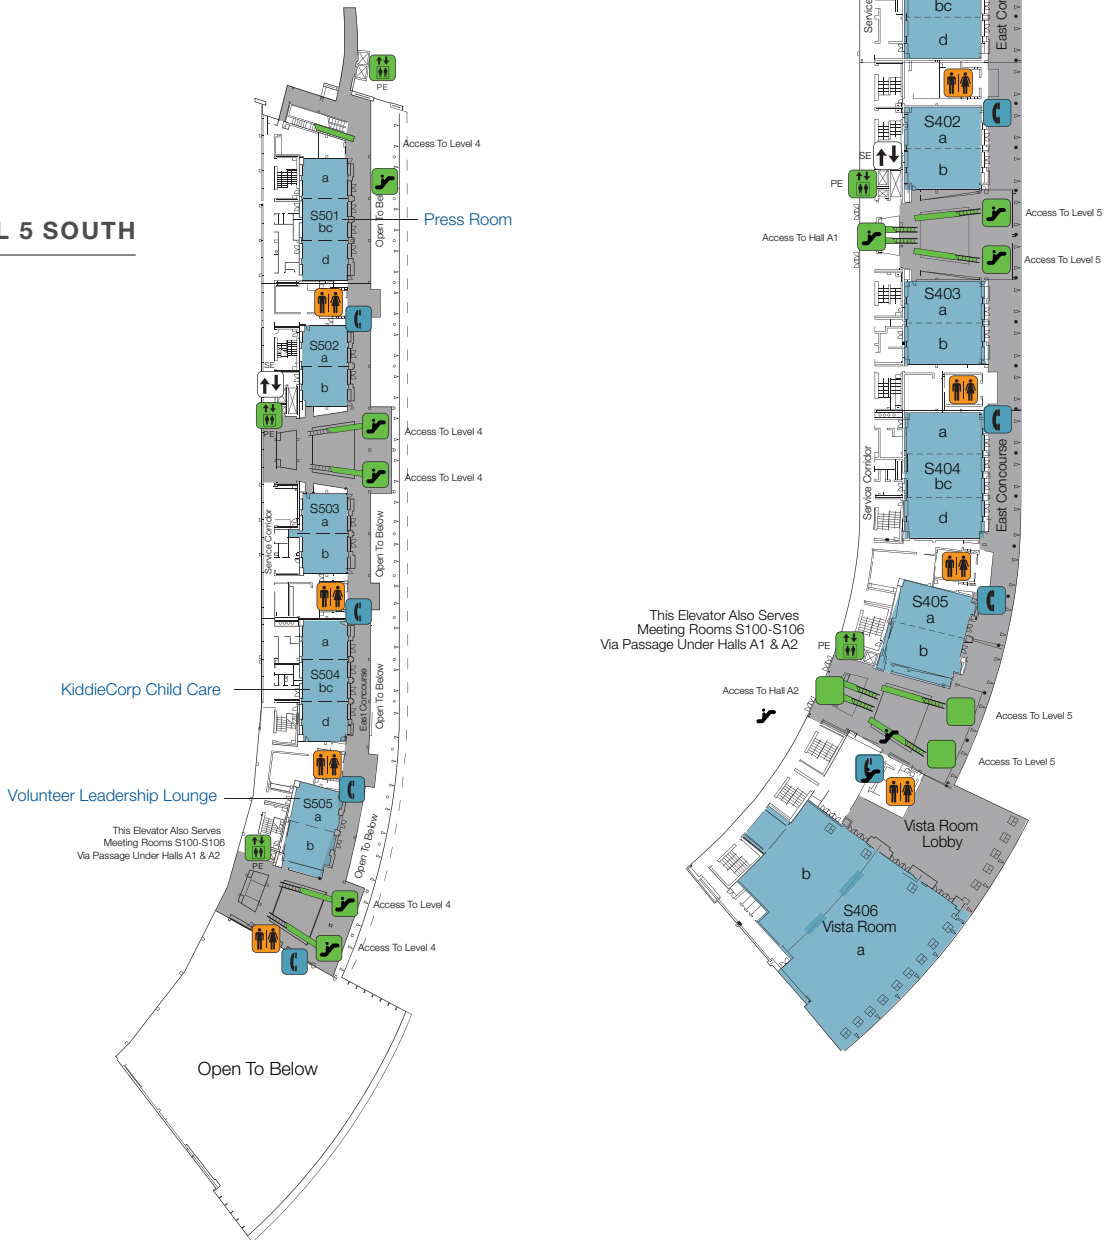 L 5 SOUTH
PE
Access To Level 4
a
S501
bc
d
Open To Be
Press Room
S502
a
b
SE
PE
Access To Level 4
Access To Level 4
S503
a
b
Service Corridor
Open To Below
a
S504
bc
d
East Concourse
Open To Below
KiddieCorp Child Care
Volunteer Leadership Lounge
S505
a
b
Open To Below
This Elevator Also Serves
Meeting Rooms S100-S106
Via Passage Under Halls A1 & A2
PE
Access To Level 4
Access To Level 4
Open To Below
Service
bc
d
East Cor
S402
a
b
SE
PE
Access To Level 5
Access To Hall A1
Access To Level 5
S403
a
b
a
S404
bc
d
Service Corridor
East Concourse
S405
a
b
This Elevator Also Serves
Meeting Rooms S100-S106
Via Passage Under Halls A1 & A2
PE
Access To Hall A2
Access To Level 5
Access To Level 5
Vista Room
Lobby
b
S406
Vista Room
a